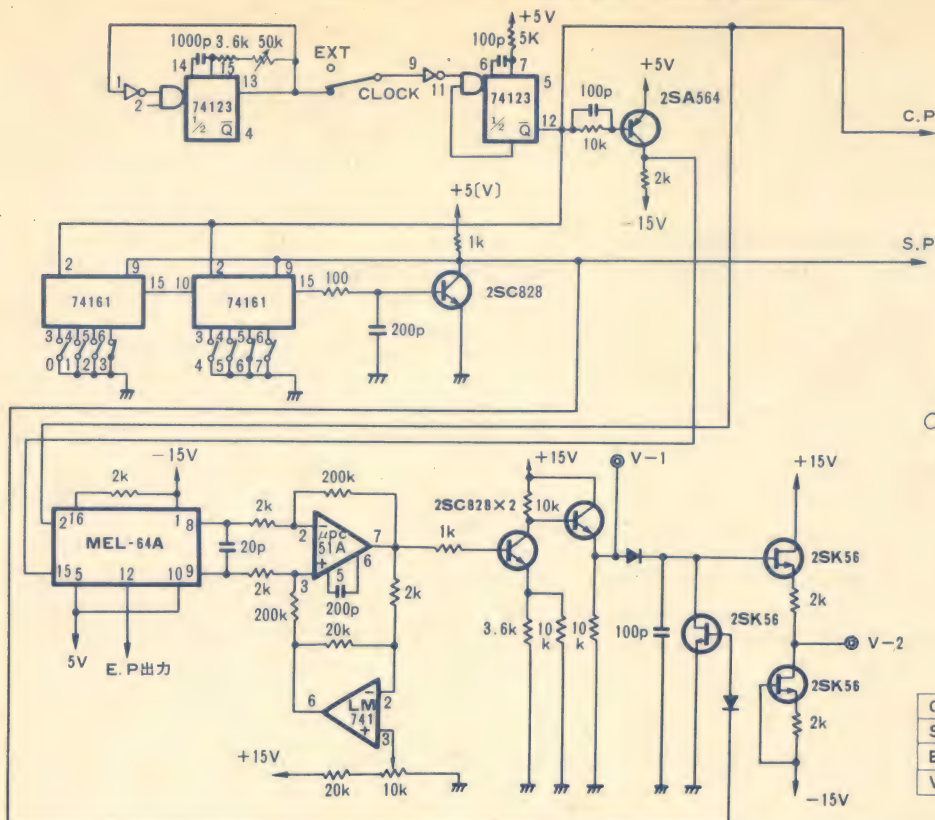 +5V
1000p 3.6k 50k
100p 5K
14 15 13
EXT
6 7
+5V
1
9
5
100p
2SA564
2
74123
CLOCK
11
74123
C.P
½ Q̅ 4
½ Q̅
12
10k
2k
+5(V)
-15V
1k
S.P
2 9 2 9
74161 15 10 74161 15 100
2SC828
3 4 5 6 3 4 5 6
200p
0 1 2 3 4 5 6 7
-15V
200k
+15V
V-1
+15V
2k
2SC828×2
10k
2 16 1 8
2k
2 μpc 7
1k
MEL-64A
20p
51A
2SK56
15 5 12 10 9
2k
3 5 6
2k
2k
200k
200p
2SK56
20k
3.6k
10k
10k
100p
V-2
5V
E.P出力
2SK56
6 LM 2
741 3
2k
+15V
20k
10k
-15V